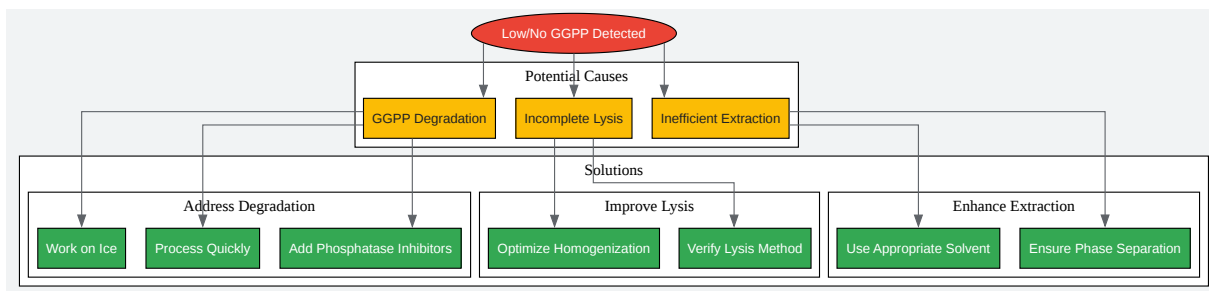 Low/No GGPP Detected
Potential Causes
GGPP Degradation
Incomplete Lysis
Inefficient Extraction
Solutions
Address Degradation
Improve Lysis
Enhance Extraction
Work on Ice
Process Quickly
Add Phosphatase Inhibitors
Optimize Homogenization
Verify Lysis Method
Use Appropriate Solvent
Ensure Phase Separation